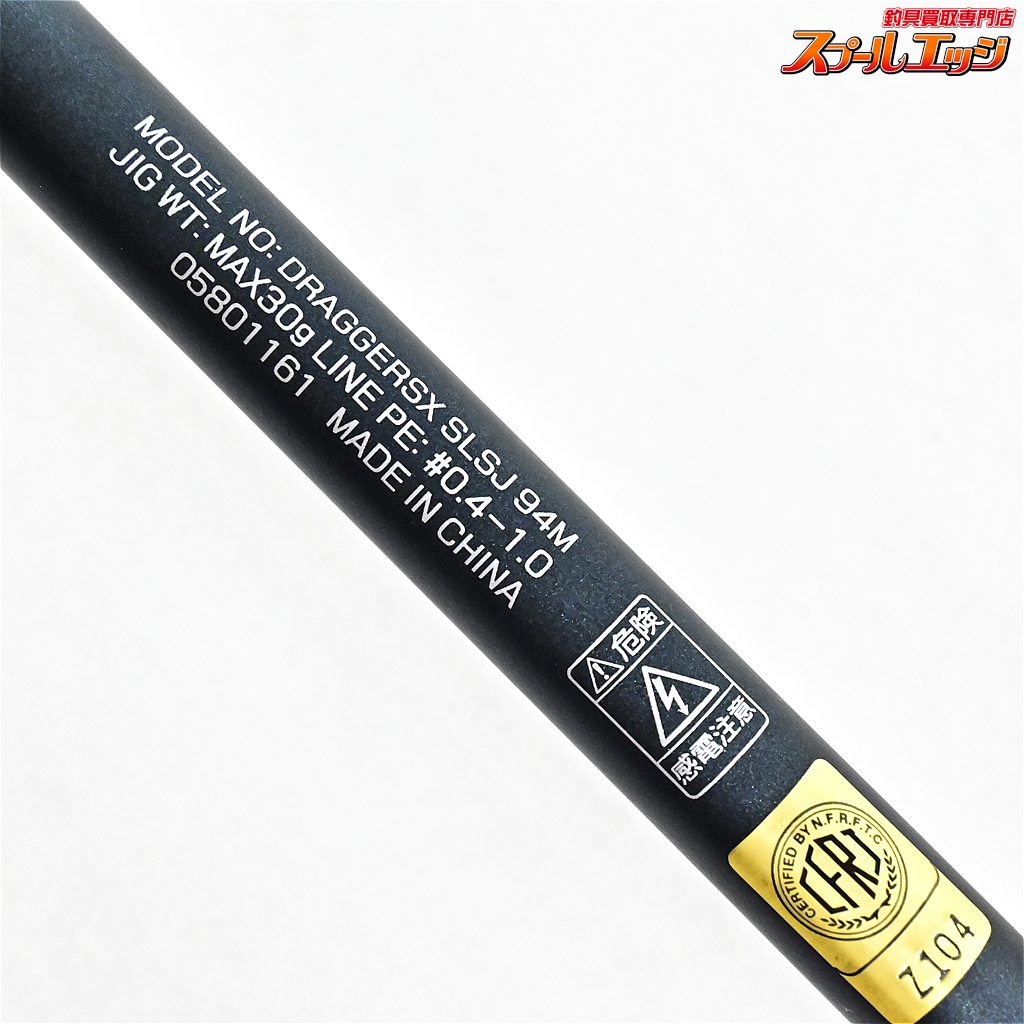 釣具買取専門店
スプールエッジ
MODEL NO: DRAGGERSX SLSJ 94M
JIG WT: MAX30g LINE PE: #0.4-1.0
05801161 MADE IN CHINA
危険
感電注意
CERTIFIED BY N.F.R.F.T.C
CFRJ
Z104